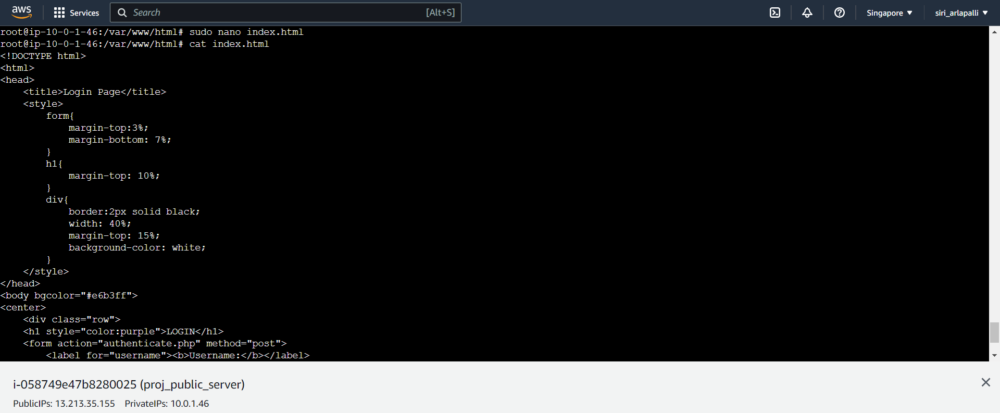 aws Services Search [Alt+S] Singapore siri_arlapalli
root@ip-10-0-1-46:/var/www/html# sudo nano index.html
root@ip-10-0-1-46:/var/www/html# cat index.html
<!DOCTYPE html>
<html>
<head>
    <title>Login Page</title>
    <style>
        form{
            margin-top:3%;
            margin-bottom: 7%;
        }
        h1{
            margin-top: 10%;
        }
        div{
            border:2px solid black;
            width: 40%;
            margin-top: 15%;
            background-color: white;
        }
    </style>
</head>
<body bgcolor="#e6b3ff">
<center>
    <div class="row">
    <h1 style="color:purple">LOGIN</h1>
    <form action="authenticate.php" method="post">
        <label for="username"><b>Username:</b></label>
i-058749e47b8280025 (proj_public_server)
PublicIPs: 13.213.35.155 PrivateIPs: 10.0.1.46